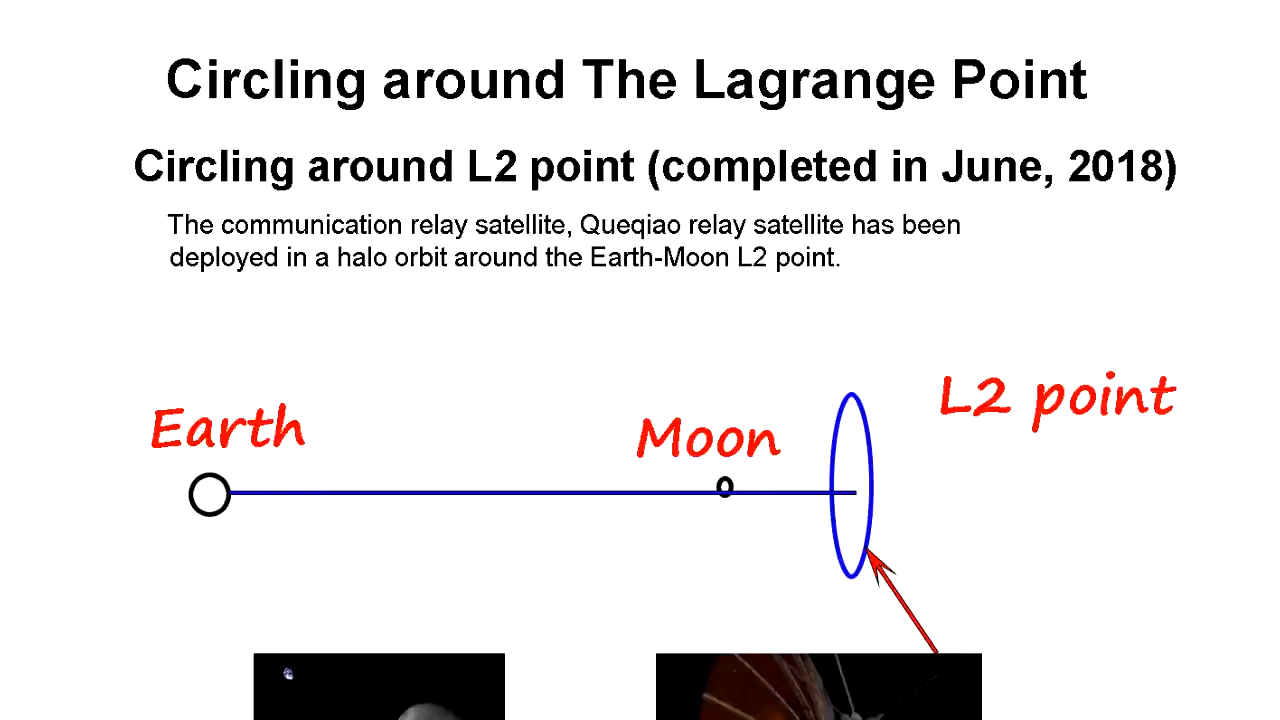 Circling around The Lagrange Point
Circling around L2 point (completed in June, 2018)
The communication relay satellite, Queqiao relay satellite has been
deployed in a halo orbit around the Earth-Moon L2 point.
L2 point
Earth
Moon